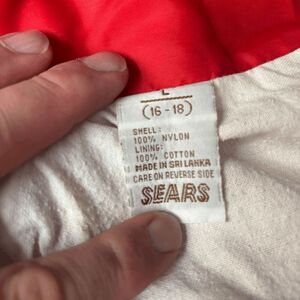 L
(16-18)
SHELL:
100% NYLON
LINING:
100% COTTON
MADE IN SRI LANKA
CARE ON REVERSE SIDE
SEARS